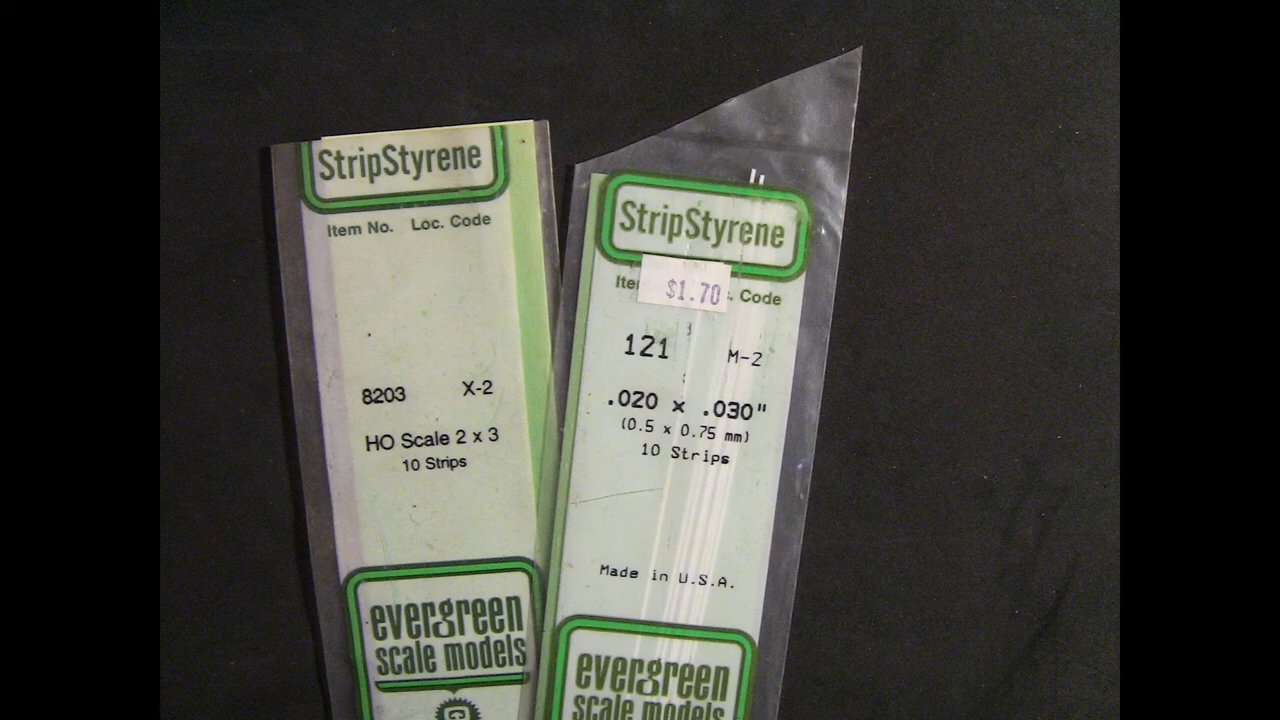 StripStyrene
Item No. Loc. Code
8203 X-2
HO Scale 2 x 3
10 Strips
evergreen
scale models
StripStyrene
$1.70
Code
121 M-2
.020 x .030"
(0.5 x 0.75 mm)
10 Strips
Made in U.S.A.
evergreen
scale models